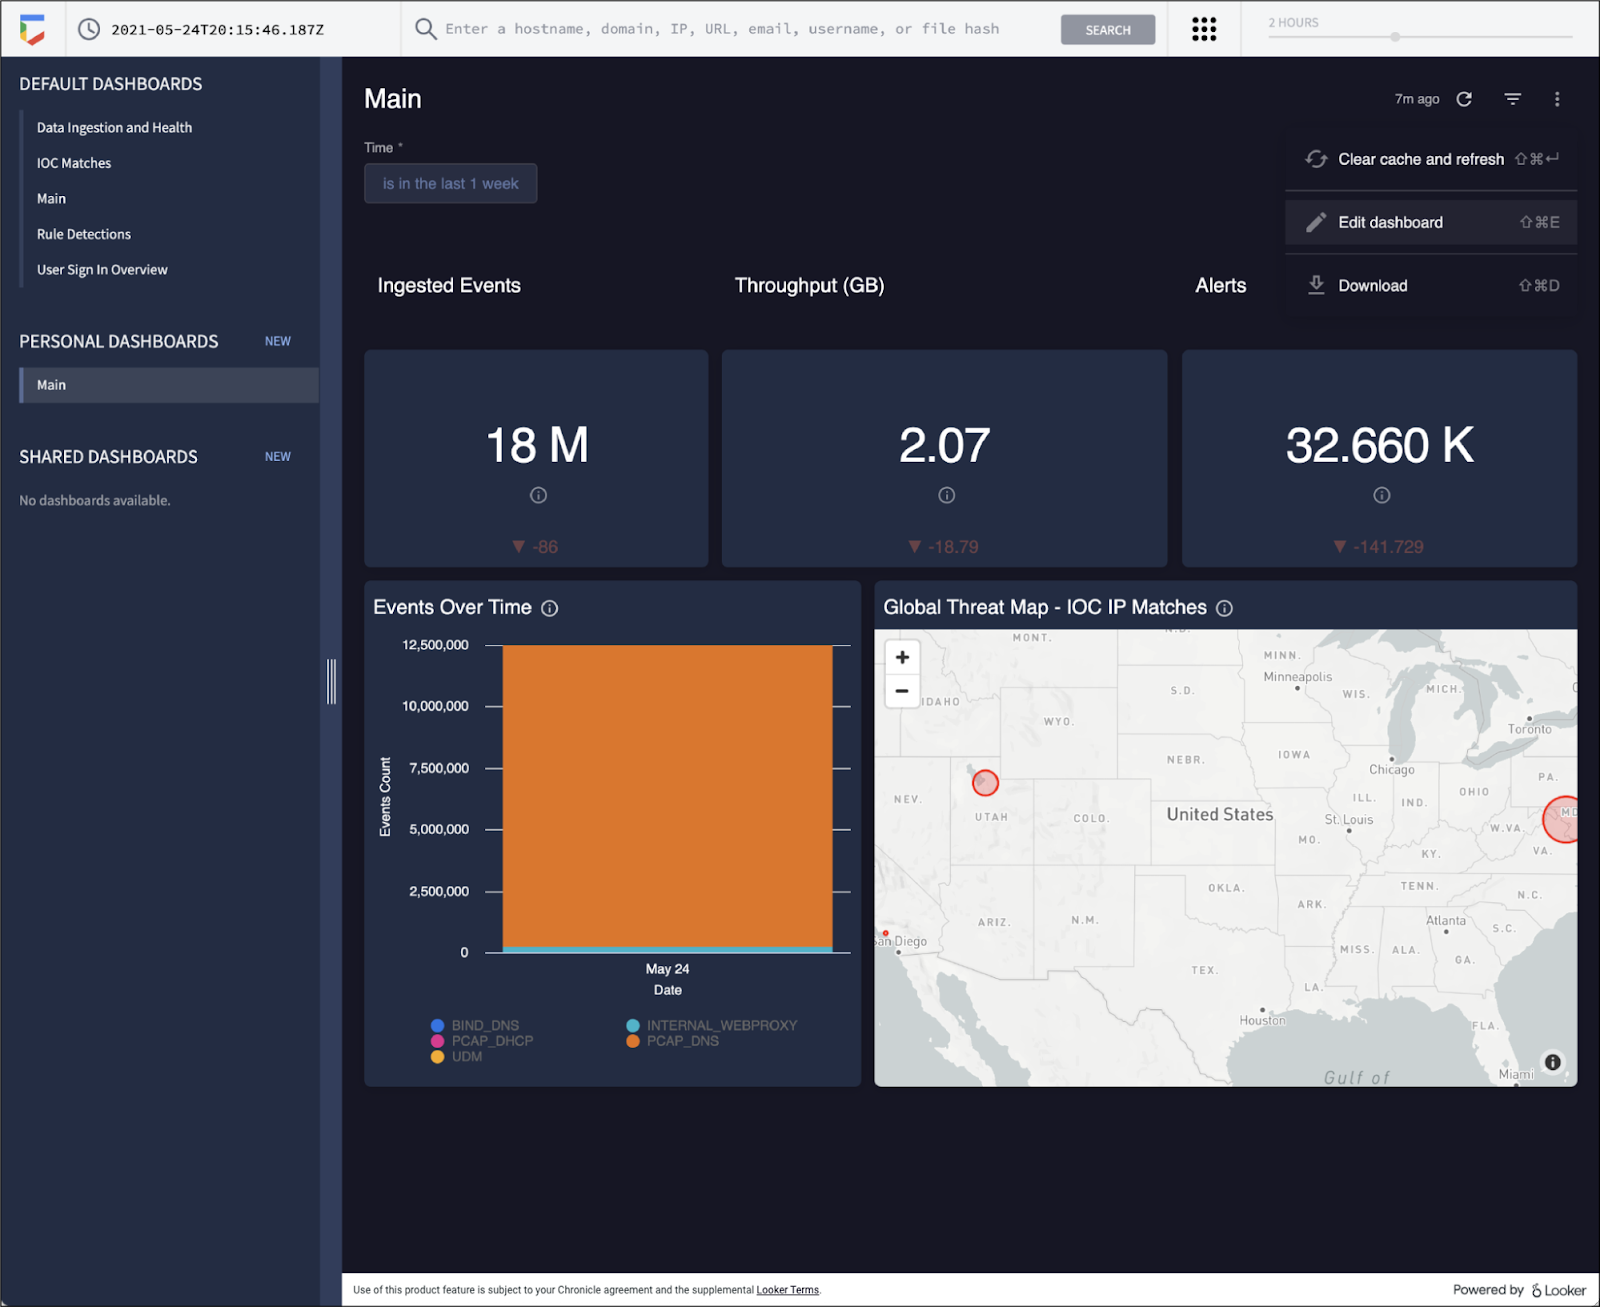 2021-05-24T20:15:46.187Z
Enter a hostname, domain, IP, URL, email, username, or file hash
SEARCH
2 HOURS
DEFAULT DASHBOARDS
Data Ingestion and Health
IOC Matches
Main
Rule Detections
User Sign In Overview
PERSONAL DASHBOARDS NEW
Main
SHARED DASHBOARDS NEW
No dashboards available.
Main
7m ago
Time *
is in the last 1 week
Clear cache and refresh ⇧⌘↵
Edit dashboard ⇧⌘E
Download ⇧⌘D
Ingested Events
Throughput (GB)
Alerts
18 M
▼ -86
2.07
▼ -18.79
32.660 K
▼ -141.729
Events Over Time
12,500,000
10,000,000
7,500,000
5,000,000
2,500,000
0
Events Count
May 24
Date
BIND_DNS
INTERNAL_WEBPROXY
PCAP_DHCP
PCAP_DNS
UDM
Global Threat Map - IOC IP Matches
+
−
MONT.
MINN.
Minneapolis
IDAHO
S.D.
WIS.
MICH.
WYO.
Toronto
IOWA
NEBR.
Chicago
PA.
NEV.
ILL.
IND.
OHIO
MD.
UTAH
COLO.
United States
St. Louis
W.VA.
MO.
KY.
VA.
OKLA.
TENN.
N.C.
ARK.
ARIZ.
N.M.
Atlanta
S.C.
San Diego
MISS.
ALA.
GA.
TEX.
LA.
Houston
FLA.
Gulf of
Miami
Use of this product feature is subject to your Chronicle agreement and the supplemental Looker Terms.
Powered by Looker